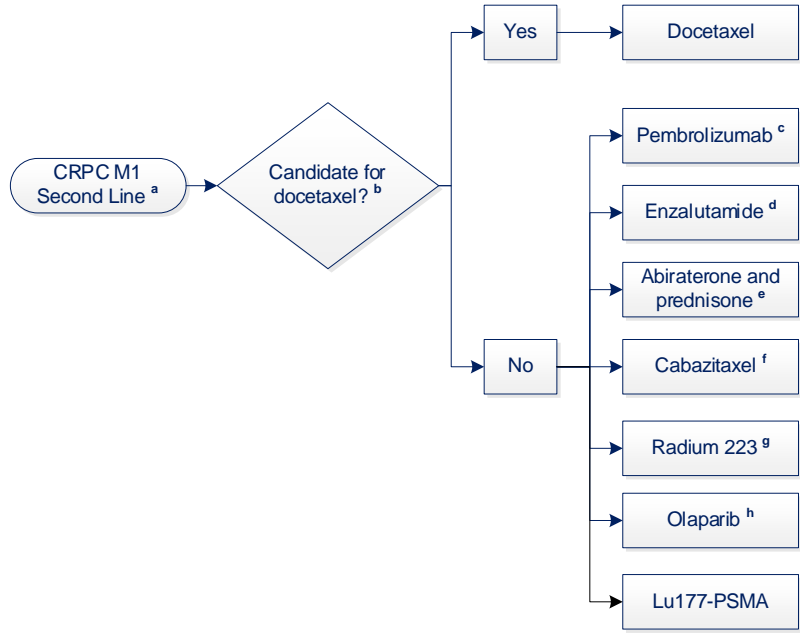 Yes
Docetaxel
CRPC M1
Second Line a
Candidate for
docetaxel? b
Pembrolizumab c
Enzalutamide d
Abiraterone and
prednisone e
No
Cabazitaxel f
Radium 223 g
Olaparib h
Lu177-PSMA